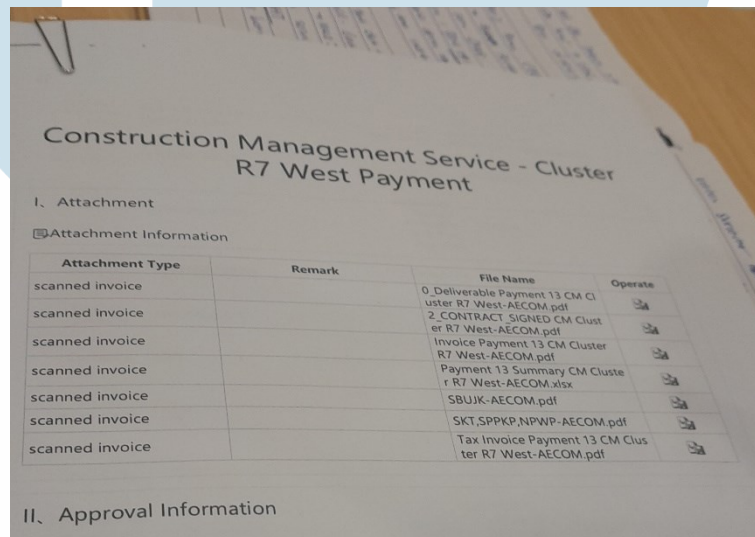 Construction Management Service - Cluster
R7 West Payment
I、Attachment
Attachment Information
Attachment Type Remark File Name Operate
scanned invoice 0_Deliverable Payment 13 CM Cl
uster R7 West-AECOM.pdf
scanned invoice 2_CONTRACT_SIGNED CM Clust
er R7 West-AECOM.pdf
scanned invoice Invoice Payment 13 CM Cluster
R7 West-AECOM.pdf
scanned invoice Payment 13 Summary CM Cluste
r R7 West-AECOM.xlsx
scanned invoice SBUJK-AECOM.pdf
scanned invoice SKT,SPPKP,NPWP-AECOM.pdf
scanned invoice Tax Invoice Payment 13 CM Clus
ter R7 West-AECOM.pdf
II、Approval Information